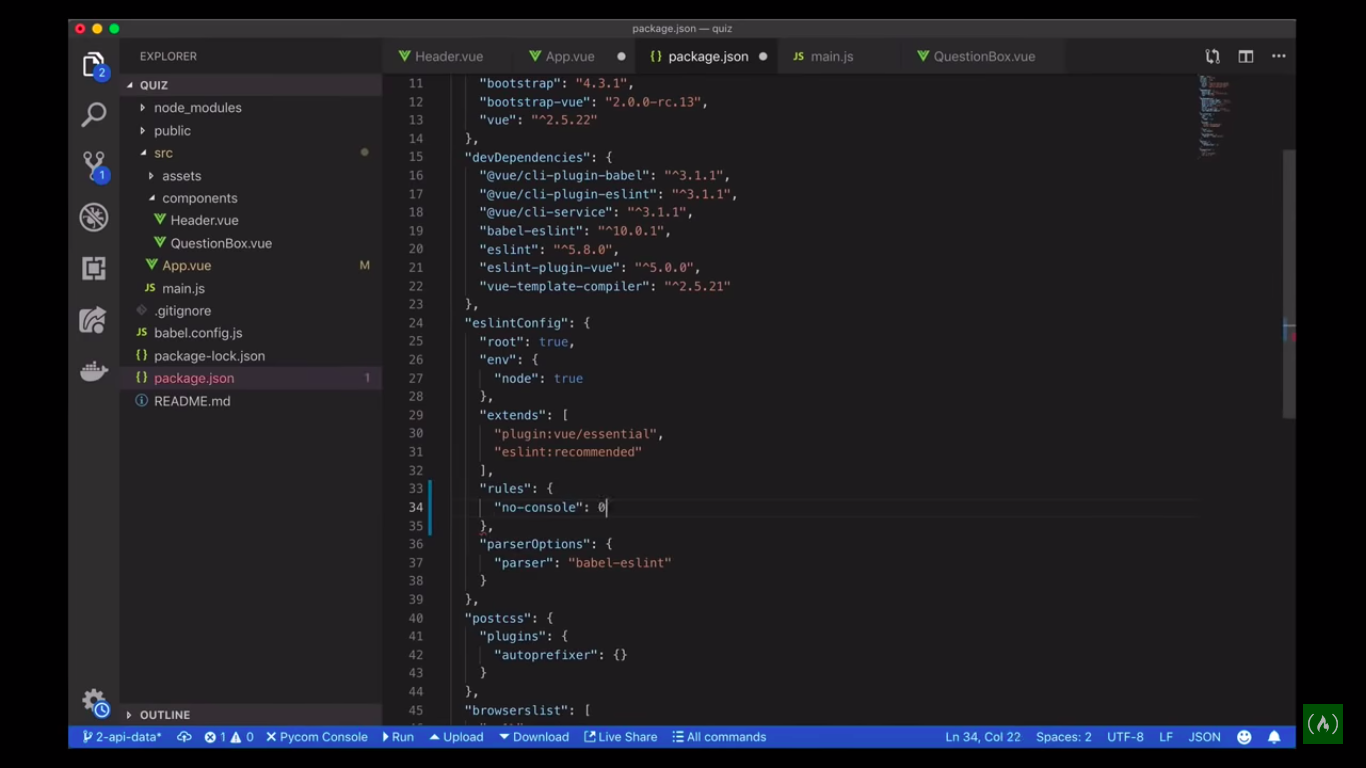 package.json — quiz
EXPLORER
Header.vue
App.vue
package.json
main.js
QuestionBox.vue
2
1
QUIZ
node_modules
public
src
assets
components
Header.vue
QuestionBox.vue
App.vue M
JS main.js
.gitignore
JS babel.config.js
{} package-lock.json
{} package.json 1
README.md
OUTLINE
11 "bootstrap": "4.3.1",
12 "bootstrap-vue": "2.0.0-rc.13",
13 "vue": "^2.5.22"
14 },
15 "devDependencies": {
16 "@vue/cli-plugin-babel": "^3.1.1",
17 "@vue/cli-plugin-eslint": "^3.1.1",
18 "@vue/cli-service": "^3.1.1",
19 "babel-eslint": "^10.0.1",
20 "eslint": "^5.8.0",
21 "eslint-plugin-vue": "^5.0.0",
22 "vue-template-compiler": "^2.5.21"
23 },
24 "eslintConfig": {
25 "root": true,
26 "env": {
27 "node": true
28 },
29 "extends": [
30 "plugin:vue/essential",
31 "eslint:recommended"
32 ],
33 "rules": {
34 "no-console": 0
35 },
36 "parserOptions": {
37 "parser": "babel-eslint"
38 }
39 },
40 "postcss": {
41 "plugins": {
42 "autoprefixer": {}
43 }
44 },
45 "browserslist": [
2-api-data* 1 0 Pycom Console Run Upload Download Live Share All commands Ln 34, Col 22 Spaces: 2 UTF-8 LF JSON